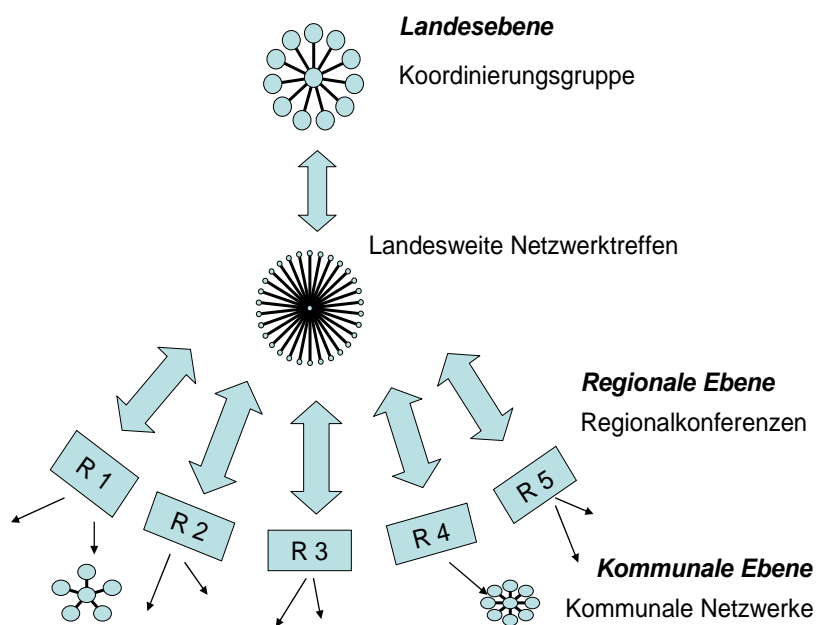 Landesebene
Koordinierungsgruppe
Landesweite Netzwerktreffen
Regionale Ebene
Regionalkonferenzen
R 1
R 2
R 3
R 4
R 5
Kommunale Ebene
Kommunale Netzwerke